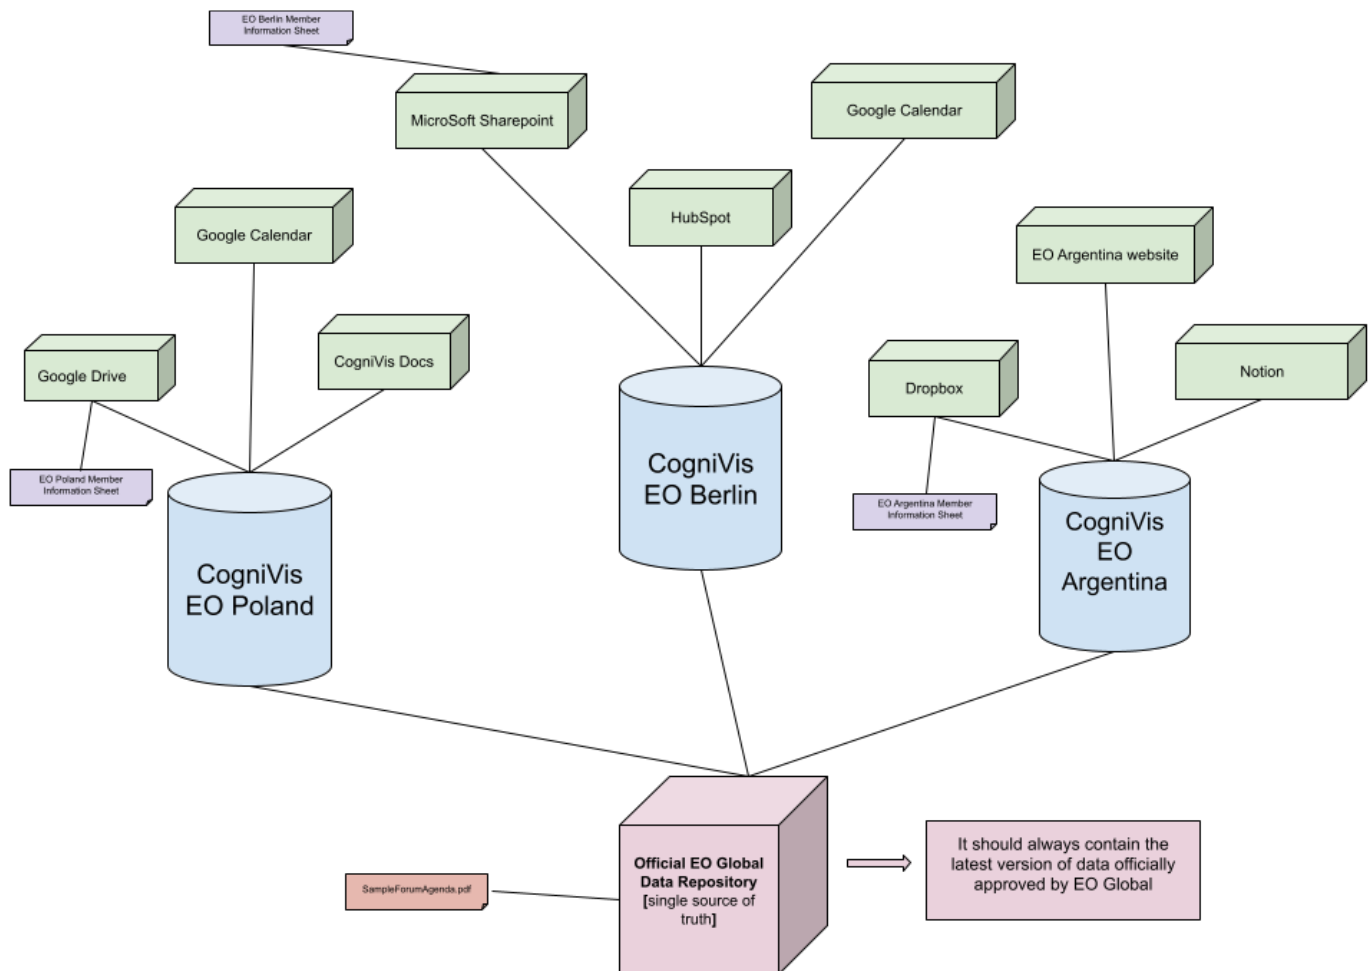 EO Berlin Member
Information Sheet
MicroSoft Sharepoint
Google Calendar
HubSpot
Google Calendar
EO Argentina website
Google Drive
CogniVis Docs
Dropbox
Notion
EO Poland Member
Information Sheet
CogniVis
EO Berlin
EO Argentina Member
Information Sheet
CogniVis
EO
Argentina
CogniVis
EO Poland
Official EO Global
Data Repository
[single source of
truth]
It should always contain the
latest version of data officially
approved by EO Global
SampleForumAgenda.pdf